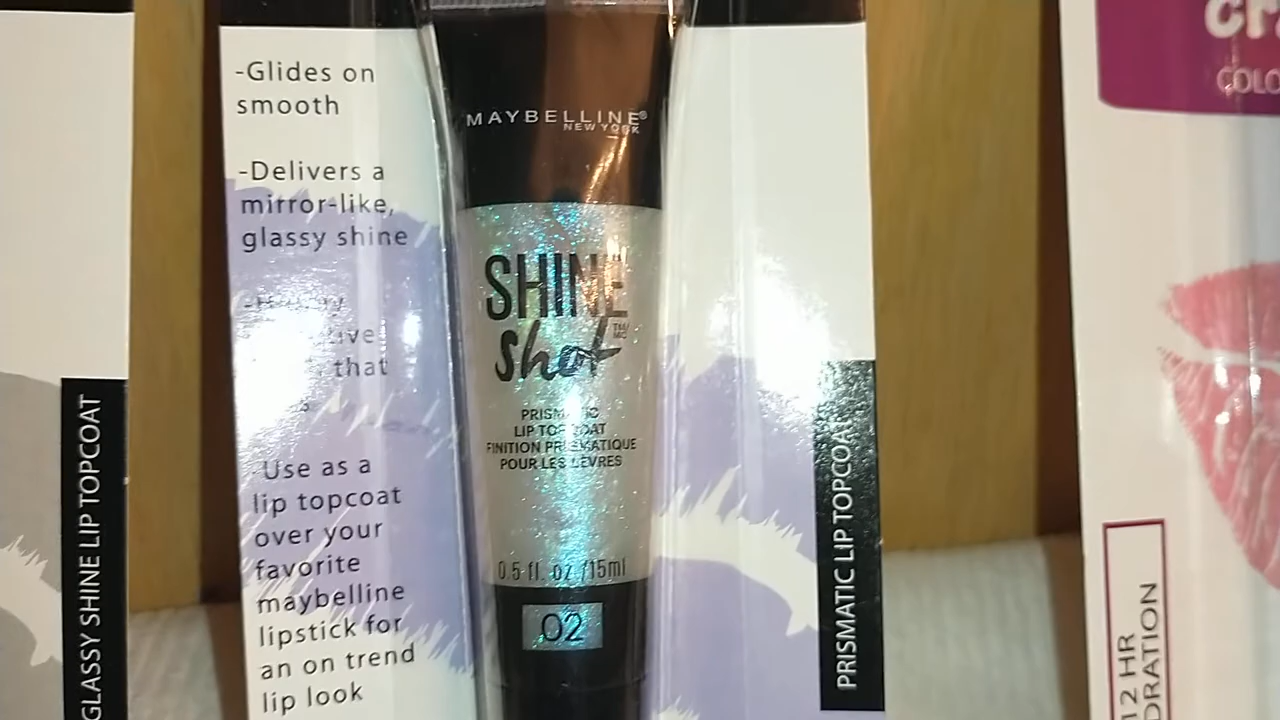 -Glides on
smooth
-Delivers a
mirror-like,
glassy shine
that
Use as a
lip topcoat
over your
favorite
maybelline
lipstick for
an on trend
lip look
MAYBELLINE®
NEW YORK
SHINE
shot
TM/
MC
PRISMATIC
LIP TOPCOAT
FINITION PRISMATIQUE
POUR LES LÈVRES
0.5 fl. oz /15ml
02
GLASSY SHINE LIP TOPCOAT
PRISMATIC LIP TOPCOAT
12 HR